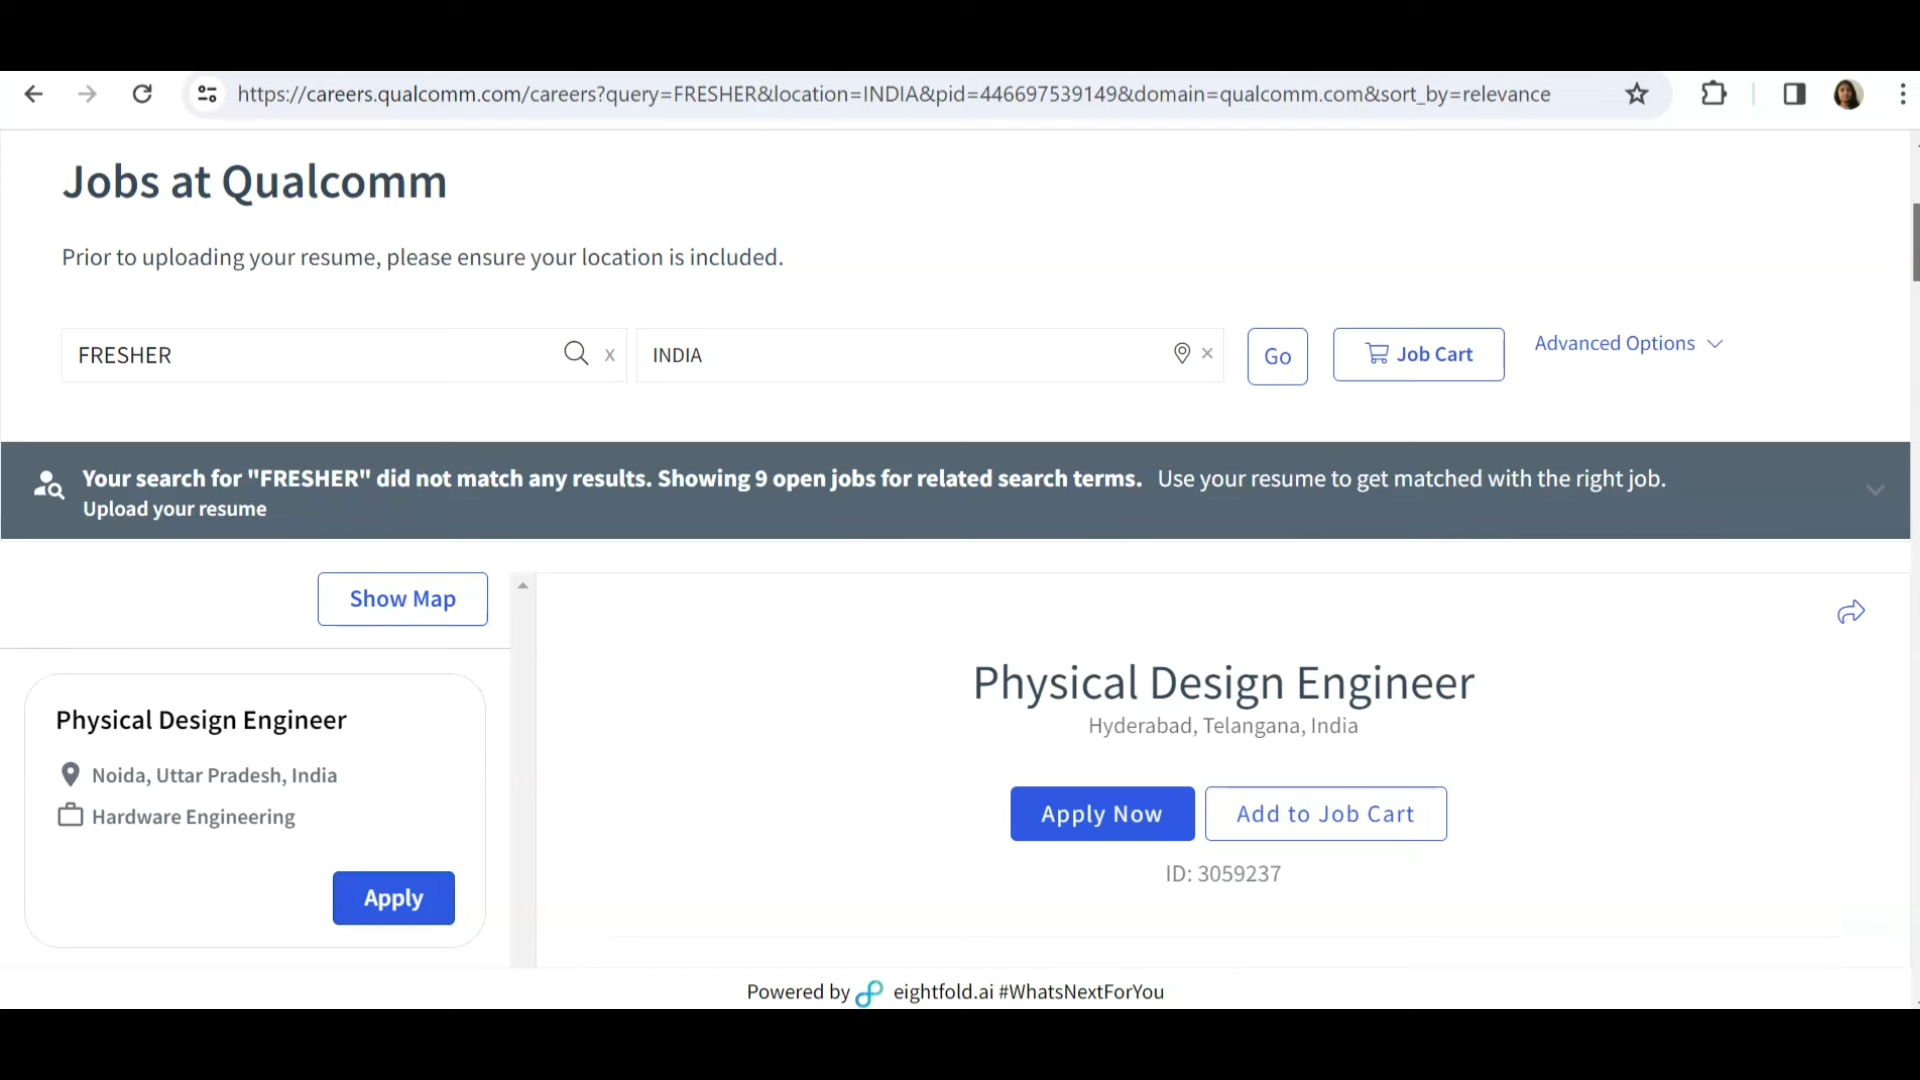 https://careers.qualcomm.com/careers?query=FRESHER&location=INDIA&pid=446697539149&domain=qualcomm.com&sort_by=relevance
Jobs at Qualcomm
Prior to uploading your resume, please ensure your location is included.
FRESHER x INDIA × Go Job Cart Advanced Options
Your search for "FRESHER" did not match any results. Showing 9 open jobs for related search terms. Use your resume to get matched with the right job.
Upload your resume
Show Map
Physical Design Engineer
Noida, Uttar Pradesh, India
Hardware Engineering
Apply
Physical Design Engineer
Hyderabad, Telangana, India
Apply Now Add to Job Cart
ID: 3059237
Powered by eightfold.ai #WhatsNextForYou